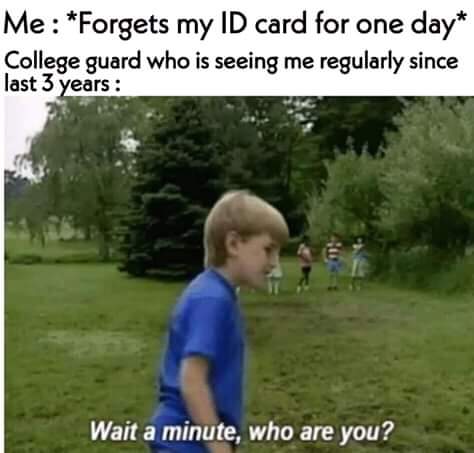 Me : *Forgets my ID card for one day*
College guard who is seeing me regularly since
last 3 years :
Wait a minute, who are you?